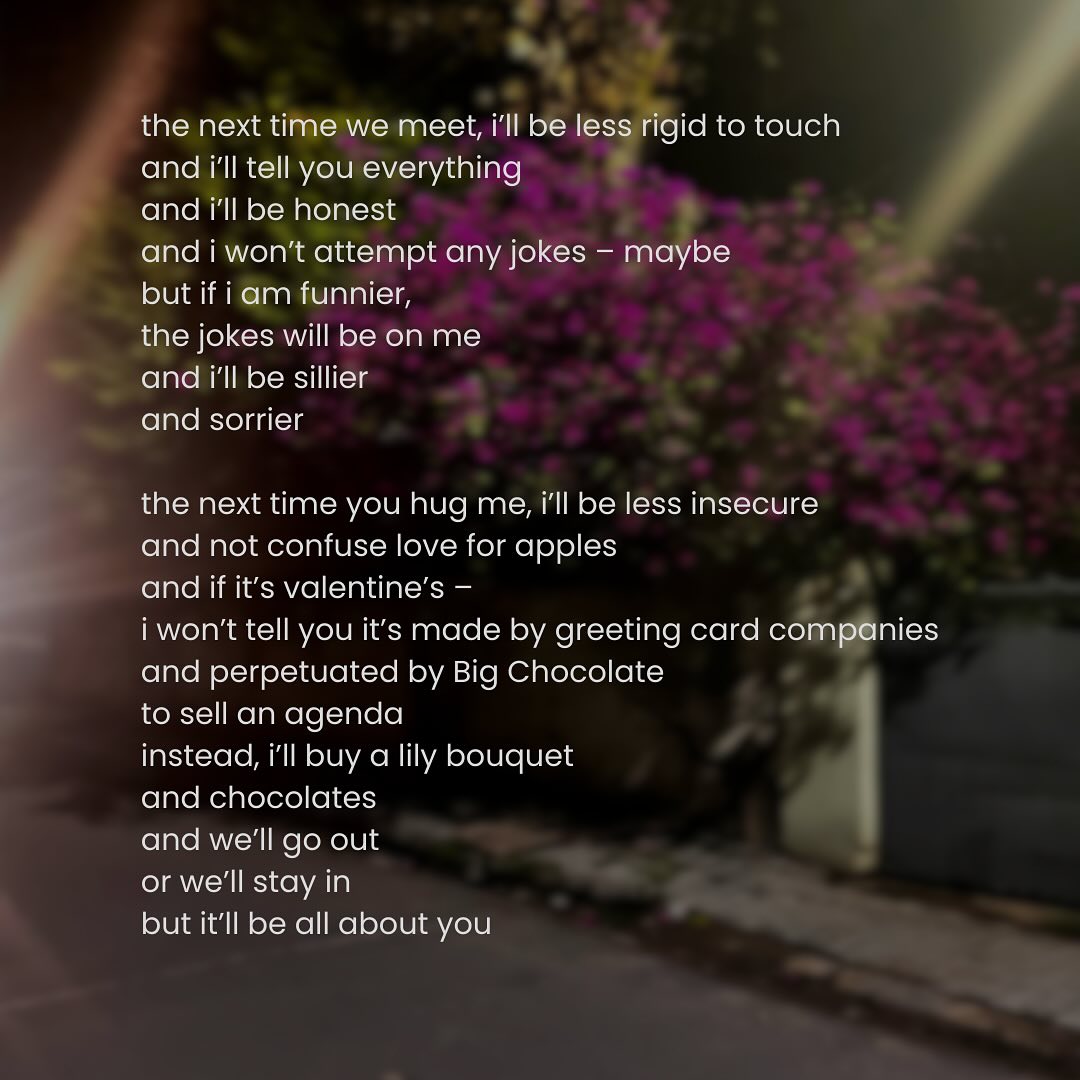 the next time we meet, i’ll be less rigid to touch
and i’ll tell you everything
and i’ll be honest
and i won’t attempt any jokes – maybe
but if i am funnier,
the jokes will be on me
and i’ll be sillier
and sorrier
the next time you hug me, i’ll be less insecure
and not confuse love for apples
and if it’s valentine’s –
i won’t tell you it’s made by greeting card companies
and perpetuated by Big Chocolate
to sell an agenda
instead, i’ll buy a lily bouquet
and chocolates
and we’ll go out
or we’ll stay in
but it’ll be all about you